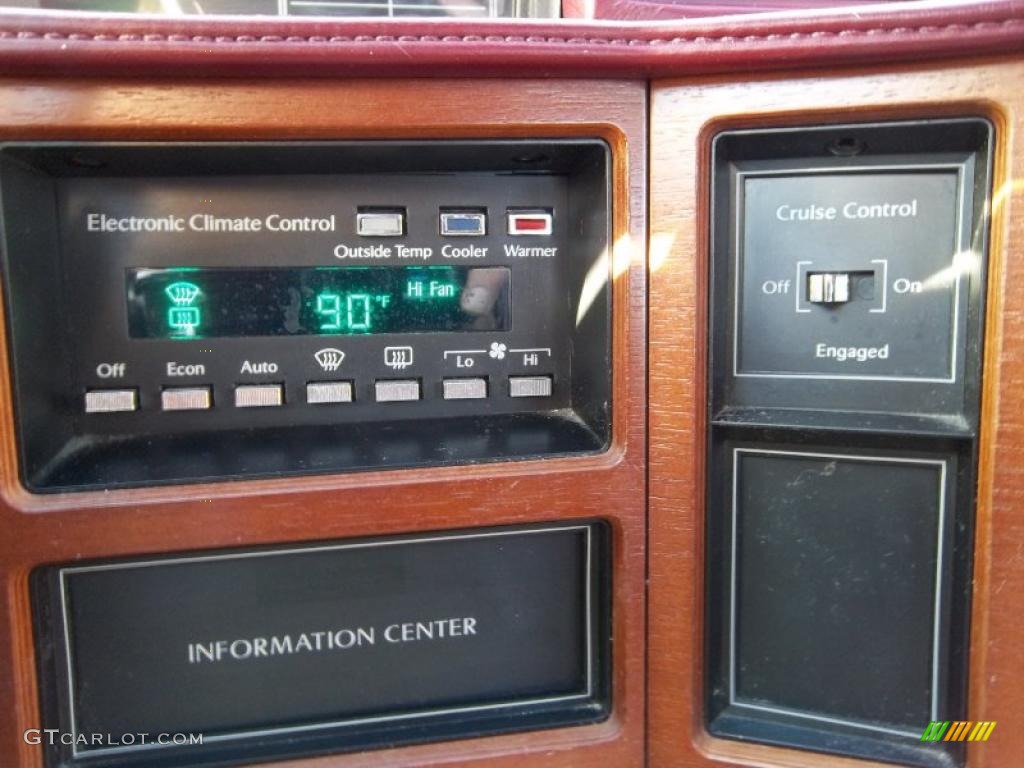 Electronic Climate Control
Outside Temp Cooler Warmer
Hi Fan
90°F
Off Econ Auto Lo Hi
INFORMATION CENTER
Cruise Control
Off On
Engaged
GTCARLOT.COM